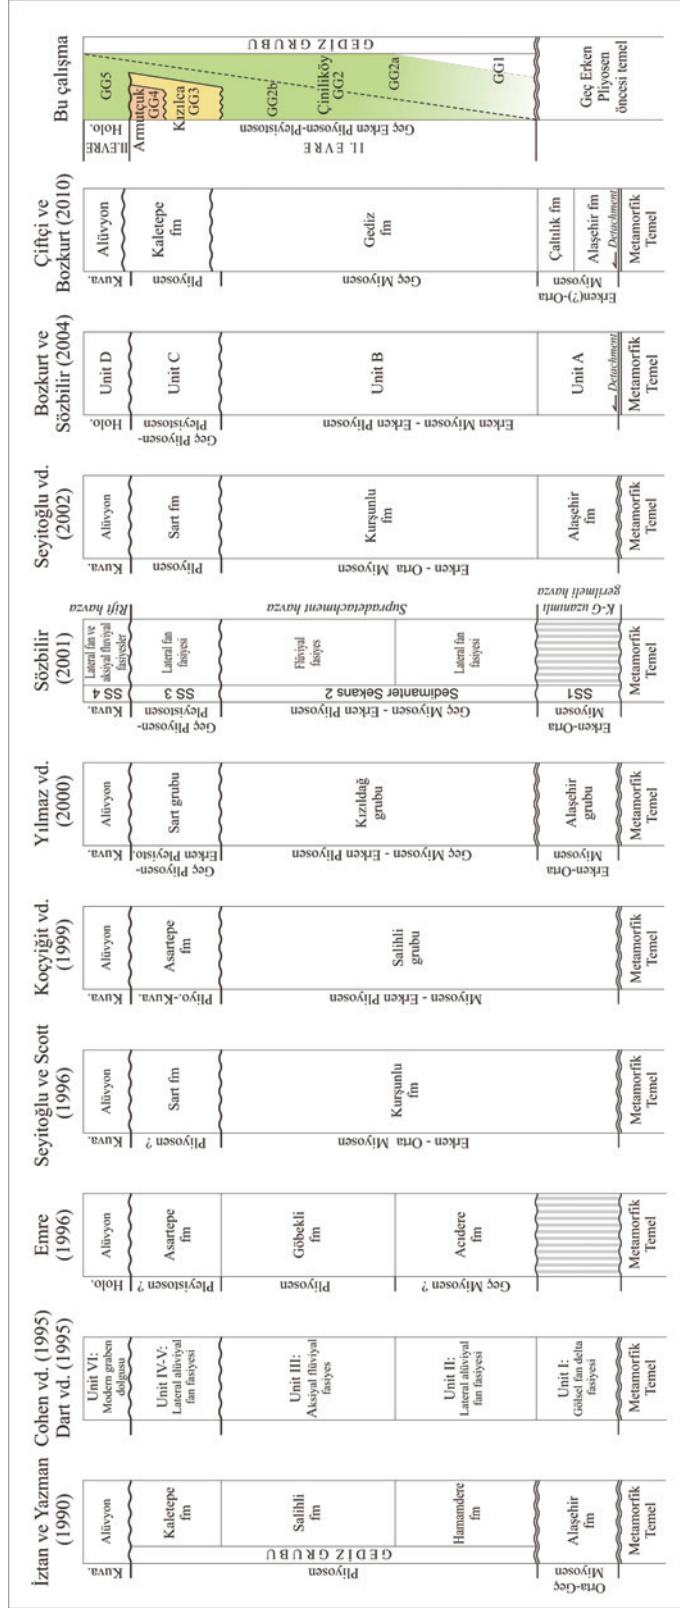 İztan ve Yazman
(1990)
Kuva.
Alüvyon
Pliyosen
GEDİZ GRUBU
Kaletepe
fm
Salihli
fm
Hamamdere
fm
Orta-Geç
Miyosen
Alaşehir
fm
Metamorfik
Temel
Cohen vd. (1995)
Dart vd. (1995)
Unit VI:
Modern graben
dolgusu
Unit IV-V:
Lateral alüviyal
fan fasiyesi
Unit III:
Aksiyal flüviyal
fasiyes
Unit II:
Lateral alüviyal
fan fasiyesi
Unit I:
Gölsel fan delta
fasiyesi
Metamorfik
Temel
Emre
(1996)
Holo.
Alüvyon
Pleyistosen ?
Asartepe
fm
Pliyosen
Göbekli
fm
Geç Miyosen ?
Acıdere
fm
Metamorfik
Temel
Seyitoğlu ve Scott
(1996)
Kuva.
Alüvyon
Pliyosen ?
Sart fm
Erken - Orta Miyosen
Kurşunlu
fm
Metamorfik
Temel
Koçyiğit vd.
(1999)
Kuva.
Alüvyon
Pliyo.-Kuva.
Asartepe
fm
Miyosen - Erken Pliyosen
Salihli
grubu
Metamorfik
Temel
Yılmaz vd.
(2000)
Kuva.
Alüvyon
Geç Pliyosen-
Erken Pleyisto.
Sart grubu
Geç Miyosen - Erken Pliyosen
Kızıldağ
grubu
Erken-Orta
Miyosen
Alaşehir
grubu
Metamorfik
Temel
Sözbilir
(2001)
Kuva.
SS 4
Lateral fan ve
aksiyal flüviyal
fasiyesler
Rift havza
Geç Pliyosen-
Pleyistosen
SS 3
Lateral fan
fasiyesi
Geç Miyosen - Erken Pliyosen
Sedimanter Sekans 2
Flüviyal
fasiyes
Lateral fan
fasiyesi
Supradetachment havza
Erken-Orta
Miyosen
SS1
K-G uzanımlı
gerilmeli havza
Metamorfik
Temel
Seyitoğlu vd.
(2002)
Kuva.
Alüvyon
Pliyosen
Sart fm
Erken - Orta Miyosen
Kurşunlu
fm
Alaşehir
fm
Metamorfik
Temel
Bozkurt ve
Sözbilir (2004)
Holo.
Unit D
Geç Pliyosen-
Pleyistosen
Unit C
Erken Miyosen - Erken Pliyosen
Unit B
Unit A
Detachment
Metamorfik
Temel
Çiftçi ve
Bozkurt (2010)
Kuva.
Alüvyon
Pliyosen
Kaletepe
fm
Geç Miyosen
Gediz
fm
Erken(?)-Orta
Miyosen
Çaltılık fm
Alaşehir fm
Detachment
Metamorfik
Temel
Bu çalışma
II.EVRE
Holo.
GG5
II. EVRE
Geç Erken Pliyosen-Pleyistosen
Armutçuk
GG4
Kızılca
GG3
GG2b
Çiniliköy
GG2
GG2a
GG1
GEDİZ GRUBU
Geç Erken
Pliyosen
öncesi temel